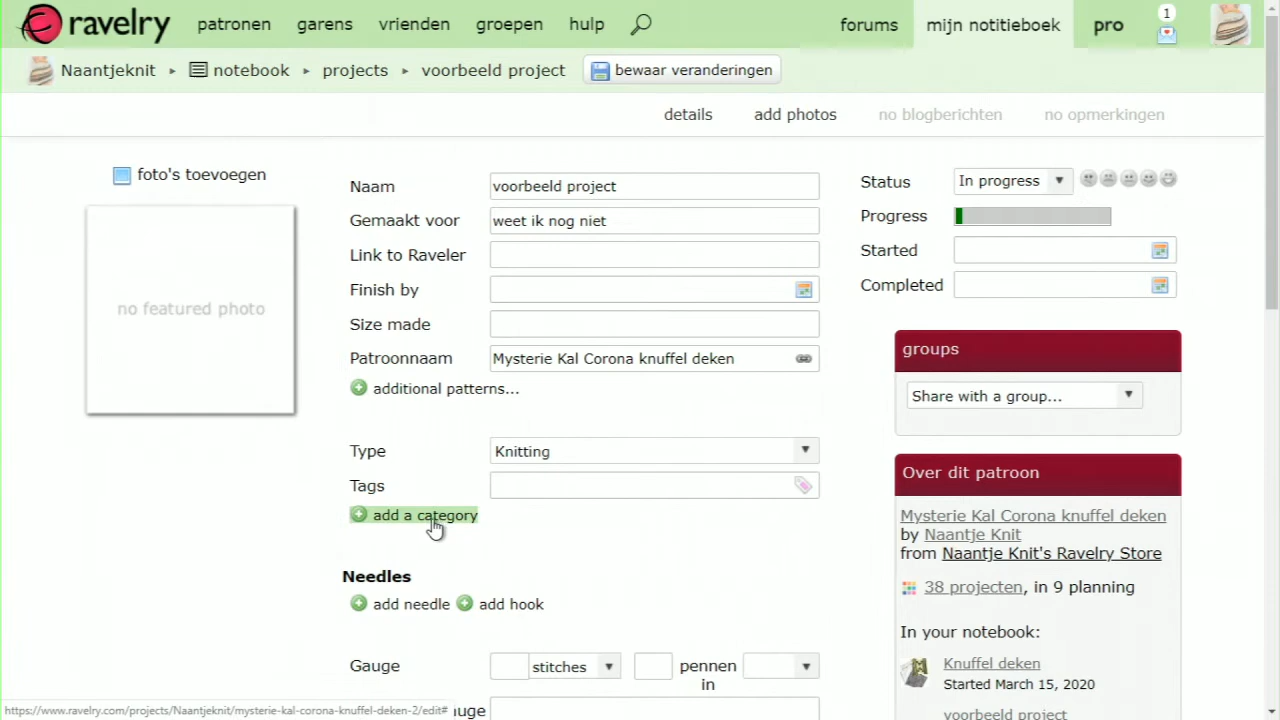 ravelry patronen garens vrienden groepen hulp forums mijn notitieboek pro 1
Naantjeknit ▸ notebook ▸ projects ▸ voorbeeld project bewaar veranderingen
details add photos no blogberichten no opmerkingen
foto's toevoegen
no featured photo
Naam voorbeeld project
Gemaakt voor weet ik nog niet
Link to Raveler
Finish by
Size made
Patroonnaam Mysterie Kal Corona knuffel deken
additional patterns...
Type Knitting
Tags
add a category
Needles
add needle add hook
Gauge stitches pennen
in
Status In progress
Progress
Started
Completed
groups
Share with a group...
Over dit patroon
Mysterie Kal Corona knuffel deken
by Naantje Knit
from Naantje Knit's Ravelry Store
38 projecten, in 9 planning
In your notebook:
Knuffel deken
Started March 15, 2020
voorbeeld project
https://www.ravelry.com/projects/Naantjeknit/mysterie-kal-corona-knuffel-deken-2/edit#